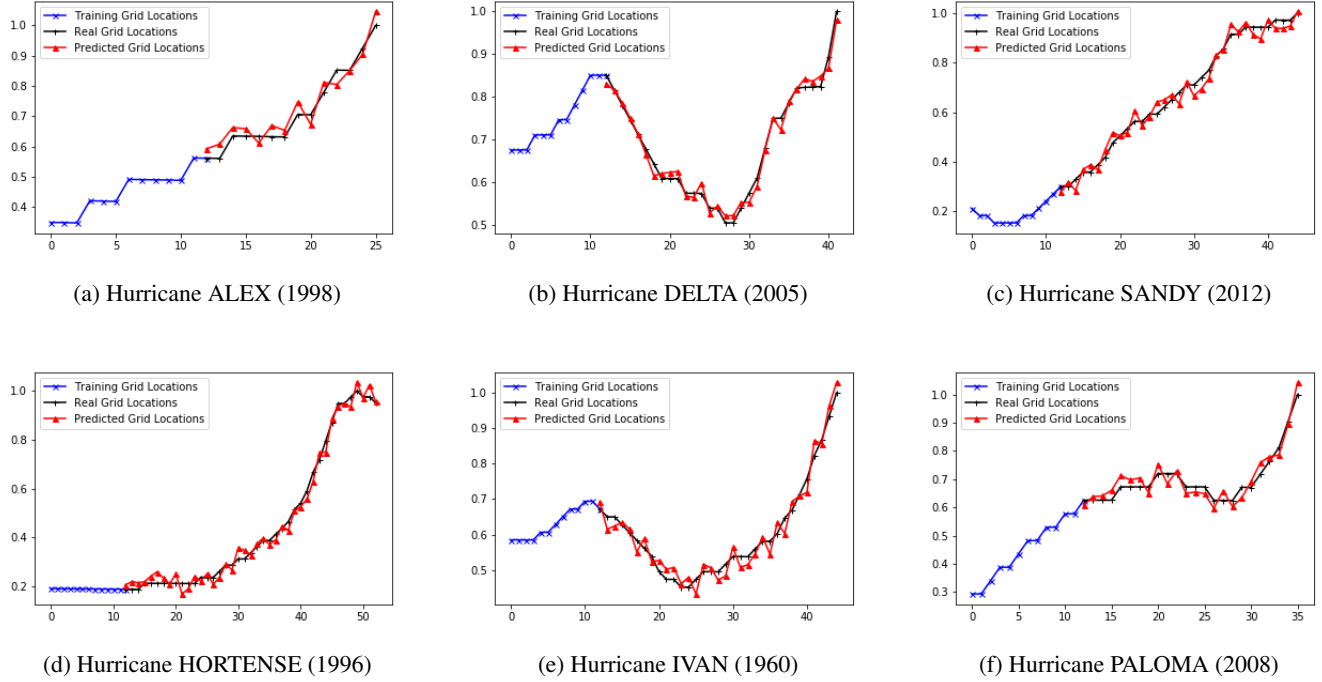 Training Grid Locations
Real Grid Locations
Predicted Grid Locations
1.0
0.9
0.8
0.7
0.6
0.5
0.4
0 5 10 15 20 25
(a) Hurricane ALEX (1998)
Training Grid Locations
Real Grid Locations
Predicted Grid Locations
1.0
0.9
0.8
0.7
0.6
0.5
0 10 20 30 40
(b) Hurricane DELTA (2005)
Training Grid Locations
Real Grid Locations
Predicted Grid Locations
1.0
0.8
0.6
0.4
0.2
0 10 20 30 40
(c) Hurricane SANDY (2012)
Training Grid Locations
Real Grid Locations
Predicted Grid Locations
1.0
0.8
0.6
0.4
0.2
0 10 20 30 40 50
(d) Hurricane HORTENSE (1996)
Training Grid Locations
Real Grid Locations
Predicted Grid Locations
1.0
0.9
0.8
0.7
0.6
0.5
0 10 20 30 40
(e) Hurricane IVAN (1960)
Training Grid Locations
Real Grid Locations
Predicted Grid Locations
1.0
0.9
0.8
0.7
0.6
0.5
0.4
0.3
0 5 10 15 20 25 30 35
(f) Hurricane PALOMA (2008)